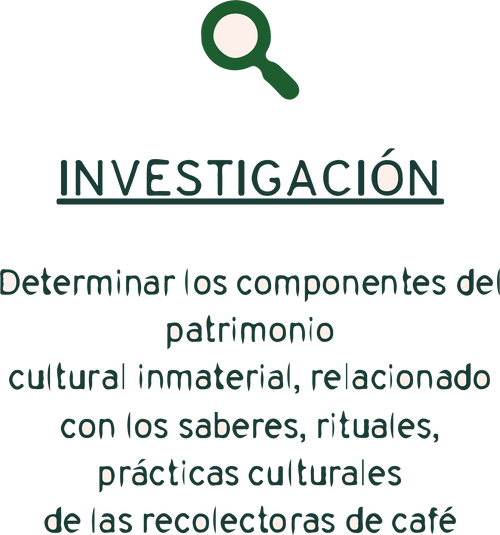 INVESTIGACIÓN
Determinar los componentes del
patrimonio
cultural inmaterial, relacionado
con los saberes, rituales,
prácticas culturales
de las recolectoras de café